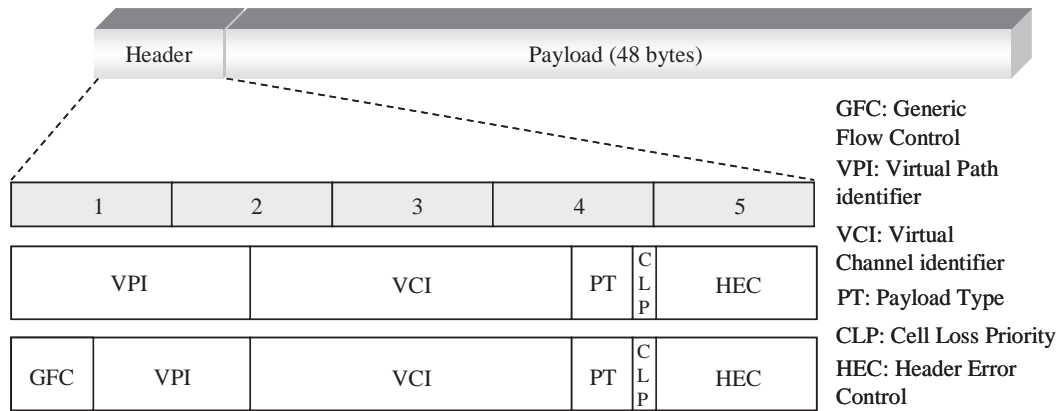 Header
Payload (48 bytes)
GFC: Generic
Flow Control
VPI: Virtual Path
identifier
VCI: Virtual
Channel identifier
PT: Payload Type
CLP: Cell Loss Priority
HEC: Header Error
Control
1 2 3 4 5
VPI VCI PT CLP HEC
GFC VPI VCI PT CLP HEC